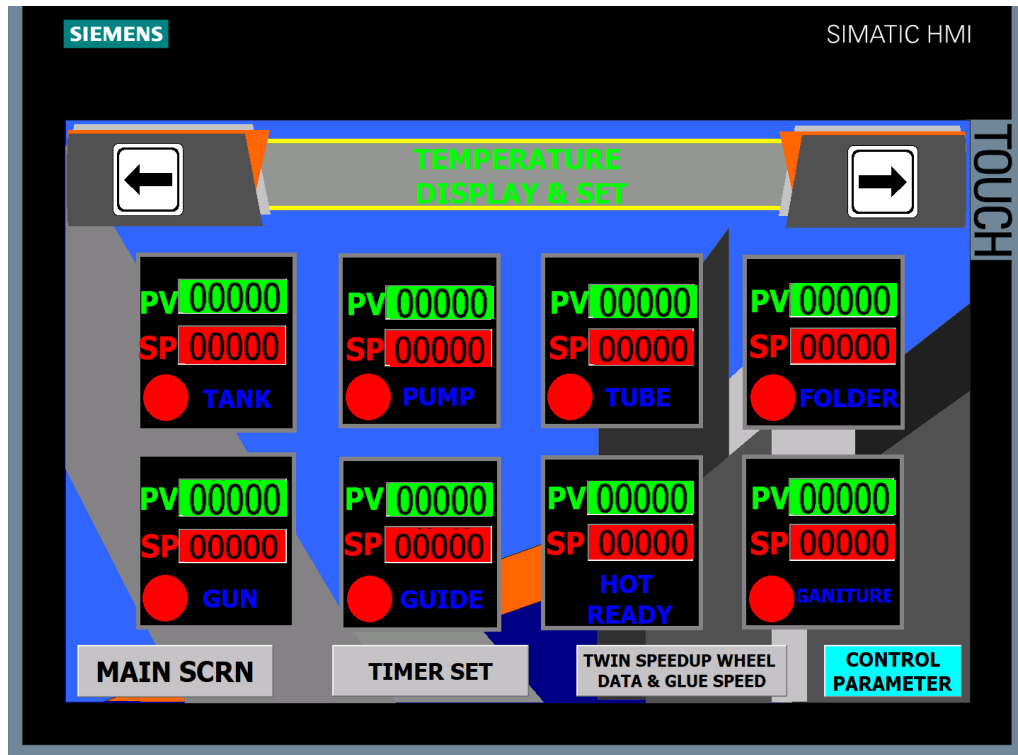 SIEMENS
SIMATIC HMI
TOUCH
TEMPERATURE
DISPLAY & SET
PV 00000
SP 00000
TANK
PV 00000
SP 00000
PUMP
PV 00000
SP 00000
TUBE
PV 00000
SP 00000
FOLDER
PV 00000
SP 00000
GUN
PV 00000
SP 00000
GUIDE
PV 00000
SP 00000
HOT
READY
PV 00000
SP 00000
GANITURE
MAIN SCRN
TIMER SET
TWIN SPEEDUP WHEEL
DATA & GLUE SPEED
CONTROL
PARAMETER